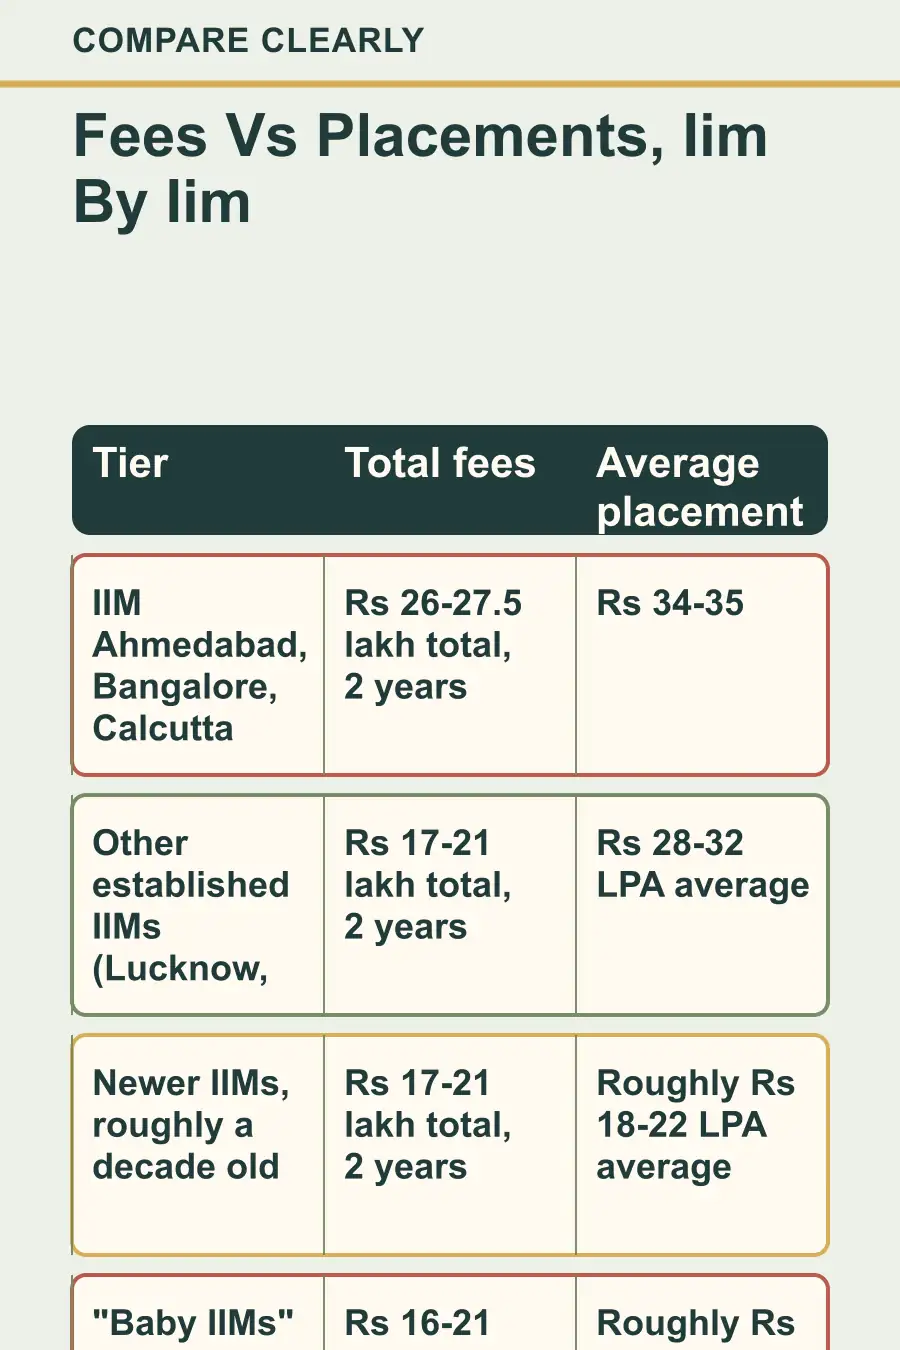 COMPARE CLEARLY
Fees Vs Placements, Iim
By Iim
Tier
Total fees
Average
placement
IIM
Ahmedabad,
Bangalore,
Calcutta
Rs 26-27.5
lakh total,
2 years
Rs 34-35
Other
established
IIMs
(Lucknow,
Rs 17-21
lakh total,
2 years
Rs 28-32
LPA average
Newer IIMs,
roughly a
decade old
Rs 17-21
lakh total,
2 years
Roughly Rs
18-22 LPA
average
"Baby IIMs"
Rs 16-21
Roughly Rs